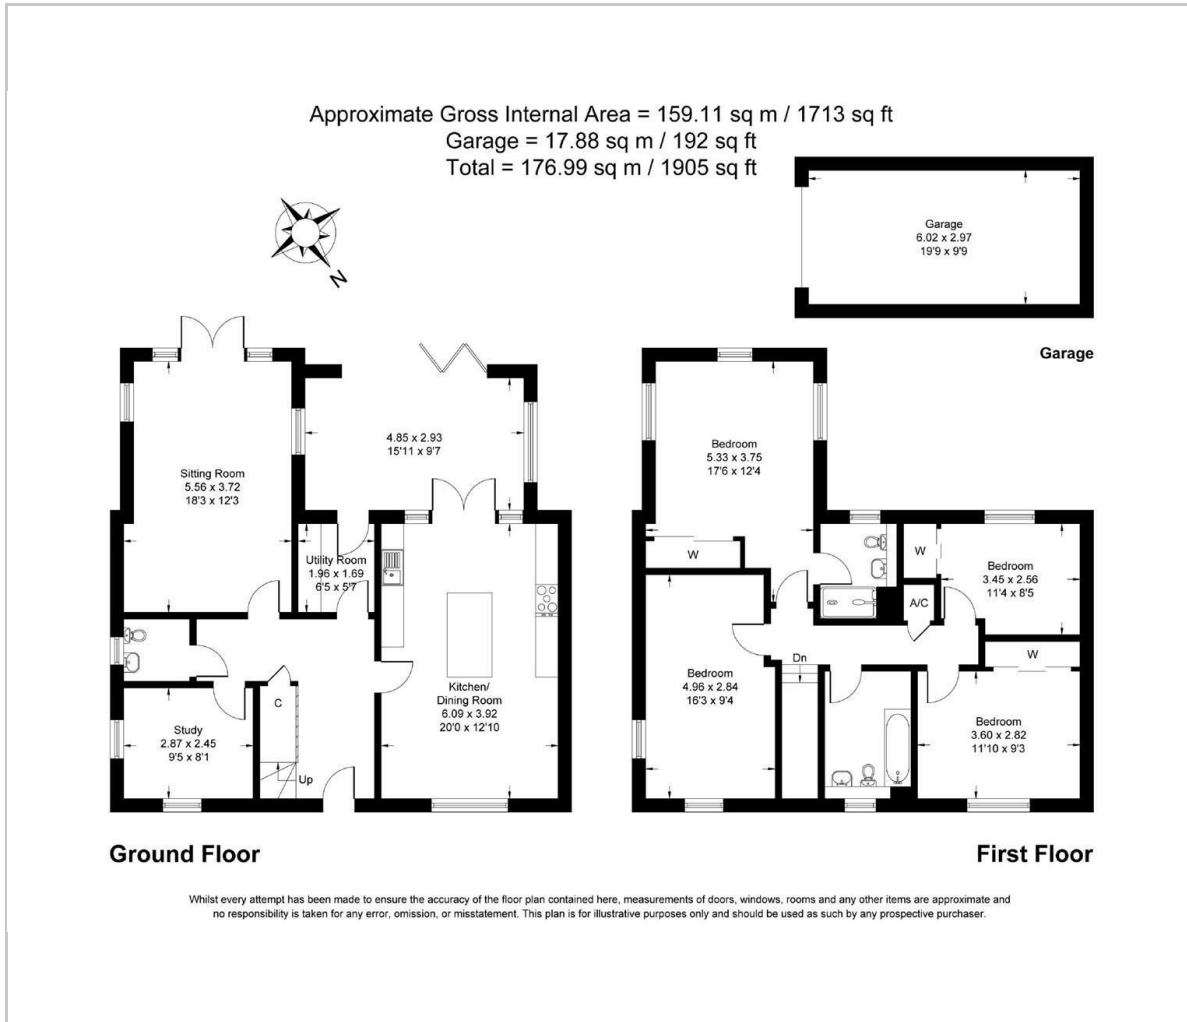 Approximate Gross Internal Area = 159.11 sq m / 1713 sq ft
Garage = 17.88 sq m / 192 sq ft
Total = 176.99 sq m / 1905 sq ft
N
Garage
6.02 x 2.97
19'9 x 9'9
Garage
4.85 x 2.93
15'11 x 9'7
Sitting Room
5.56 x 3.72
18'3 x 12'3
Utility Room
1.96 x 1.69
6'5 x 5'7
Kitchen/
Dining Room
6.09 x 3.92
20'0 x 12'10
C
Study
2.87 x 2.45
9'5 x 8'1
Up
Ground Floor
Bedroom
5.33 x 3.75
17'6 x 12'4
W
W
Bedroom
3.45 x 2.56
11'4 x 8'5
A/C
W
Dn
Bedroom
4.96 x 2.84
16'3 x 9'4
Bedroom
3.60 x 2.82
11'10 x 9'3
First Floor
Whilst every attempt has been made to ensure the accuracy of the floor plan contained here, measurements of doors, windows, rooms and any other items are approximate and
no responsibility is taken for any error, omission, or misstatement. This plan is for illustrative purposes only and should be used as such by any prospective purchaser.